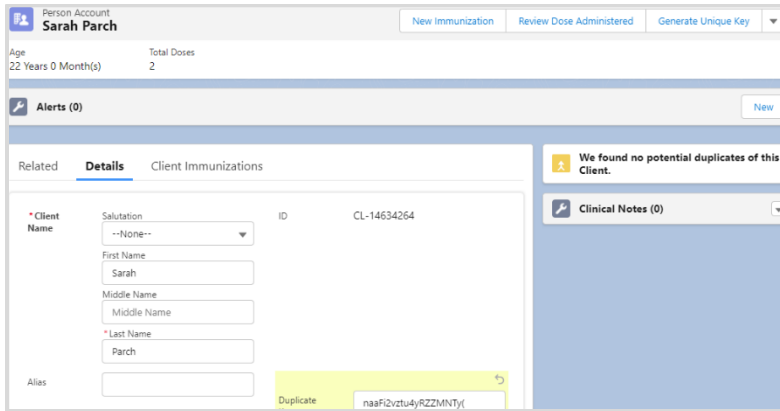 Person Account
Sarah Parch
New Immunization
Review Dose Administered
Generate Unique Key
Age
22 Years 0 Month(s)
Total Doses
2
Alerts (0)
New
Related
Details
Client Immunizations
We found no potential duplicates of this
Client.
Clinical Notes (0)
*Client
Name
Salutation
--None--
ID
CL-14634264
First Name
Sarah
Middle Name
Middle Name
*Last Name
Parch
Alias
Duplicate
naaFi2vztu4yRZZMNTy(